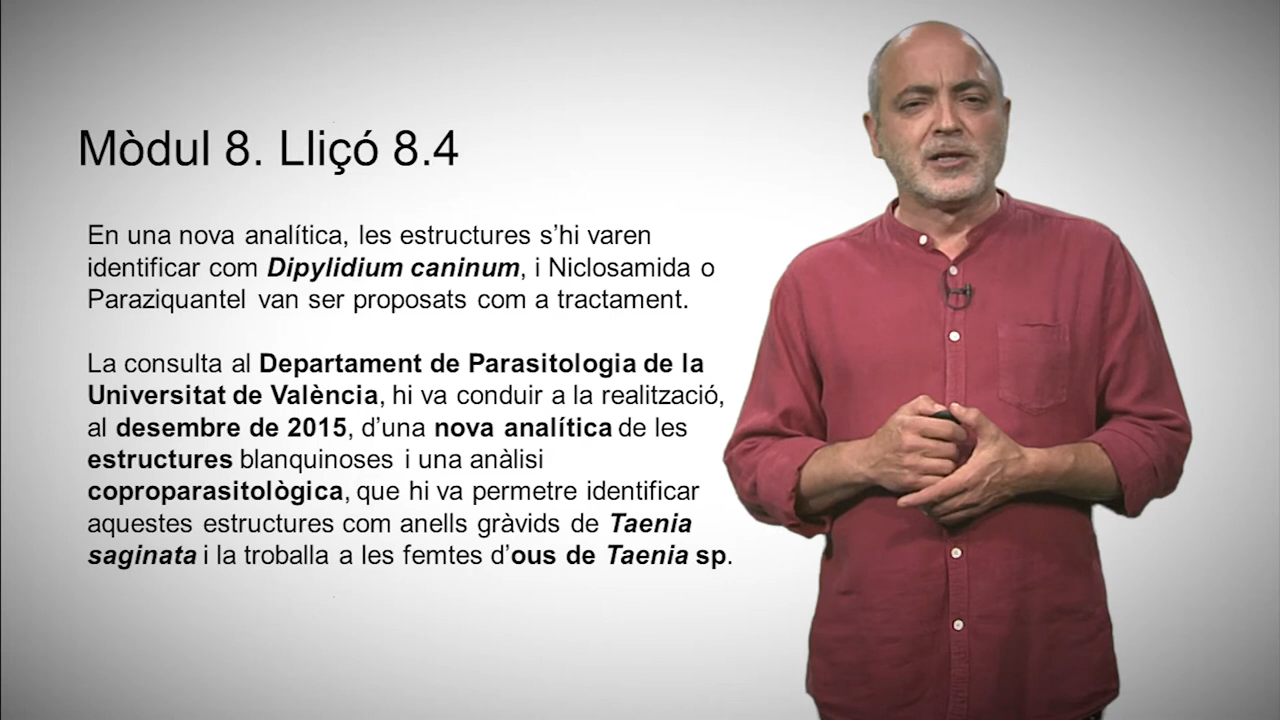 Mòdul 8. Lliçó 8.4
En una nova analítica, les estructures s’hi varen
identificar com Dipylidium caninum, i Niclosamida o
Paraziquantel van ser proposats com a tractament.
La consulta al Departament de Parasitologia de la
Universitat de València, hi va conduir a la realització,
al desembre de 2015, d’una nova analítica de les
estructures blanquinoses i una anàlisi
coproparasitològica, que hi va permetre identificar
aquestes estructures com anells gràvids de Taenia
saginata i la troballa a les femtes d’ous de Taenia sp.